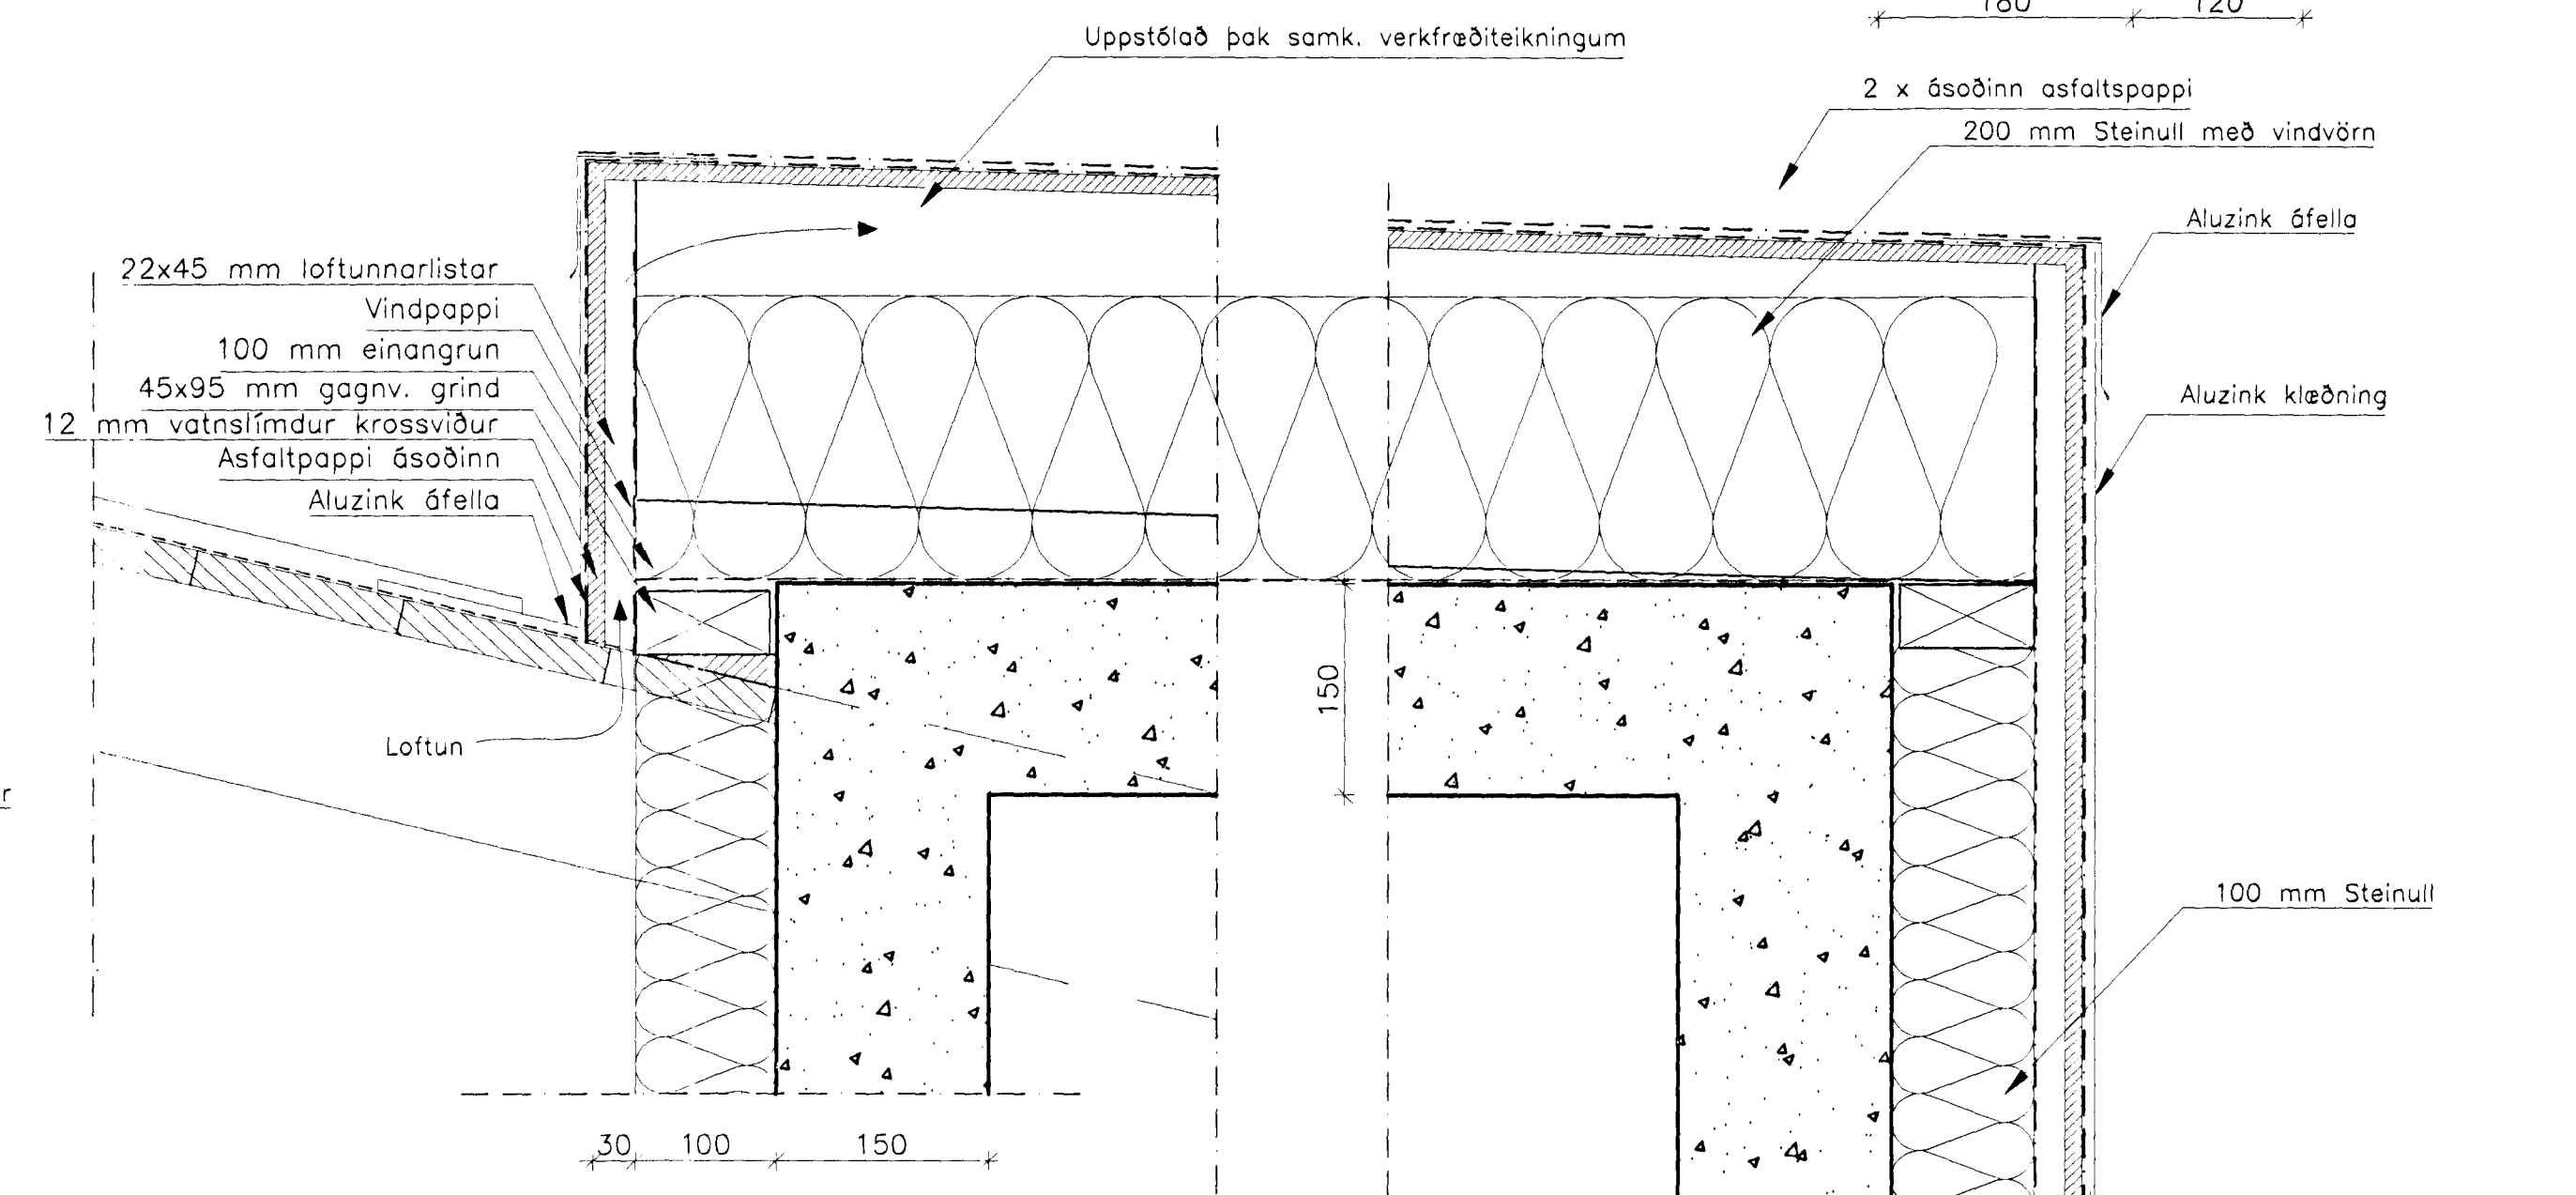 180 120
Uppstólað þak samk. verkfræðiteikningum
2 x ásoðinn asfaltspappi
200 mm Steinull með vindvörn
Aluzink áfella
22x45 mm loftunnarlistar
Vindpappi
100 mm einangrun
45x95 mm gagnv. grind
12 mm vatnslímdur krossviður
Asfaltpappi ásoðinn
Aluzink áfella
Aluzink klæðning
150
Loftun
r
100 mm Steinull
30 100 150